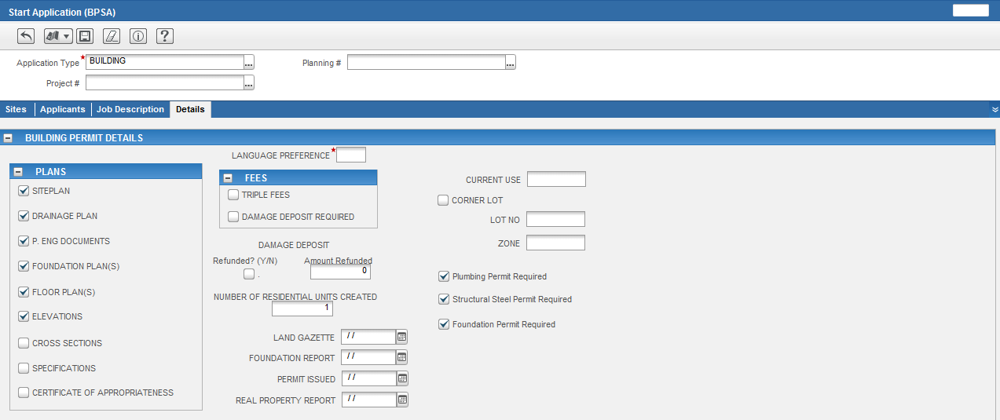 Start Application (BPSA)
Application Type * BUILDING ...
Planning # ...
Project # ...
Sites Applicants Job Description Details
BUILDING PERMIT DETAILS
LANGUAGE PREFERENCE *
PLANS
SITEPLAN
DRAINAGE PLAN
P. ENG DOCUMENTS
FOUNDATION PLAN(S)
FLOOR PLAN(S)
ELEVATIONS
CROSS SECTIONS
SPECIFICATIONS
CERTIFICATE OF APPROPRIATENESS
FEES
TRIPLE FEES
DAMAGE DEPOSIT REQUIRED
DAMAGE DEPOSIT
Refunded? (Y/N) Amount Refunded
. 0
NUMBER OF RESIDENTIAL UNITS CREATED
1
LAND GAZETTE / /
FOUNDATION REPORT / /
PERMIT ISSUED / /
REAL PROPERTY REPORT / /
CURRENT USE
CORNER LOT
LOT NO
ZONE
Plumbing Permit Required
Structural Steel Permit Required
Foundation Permit Required